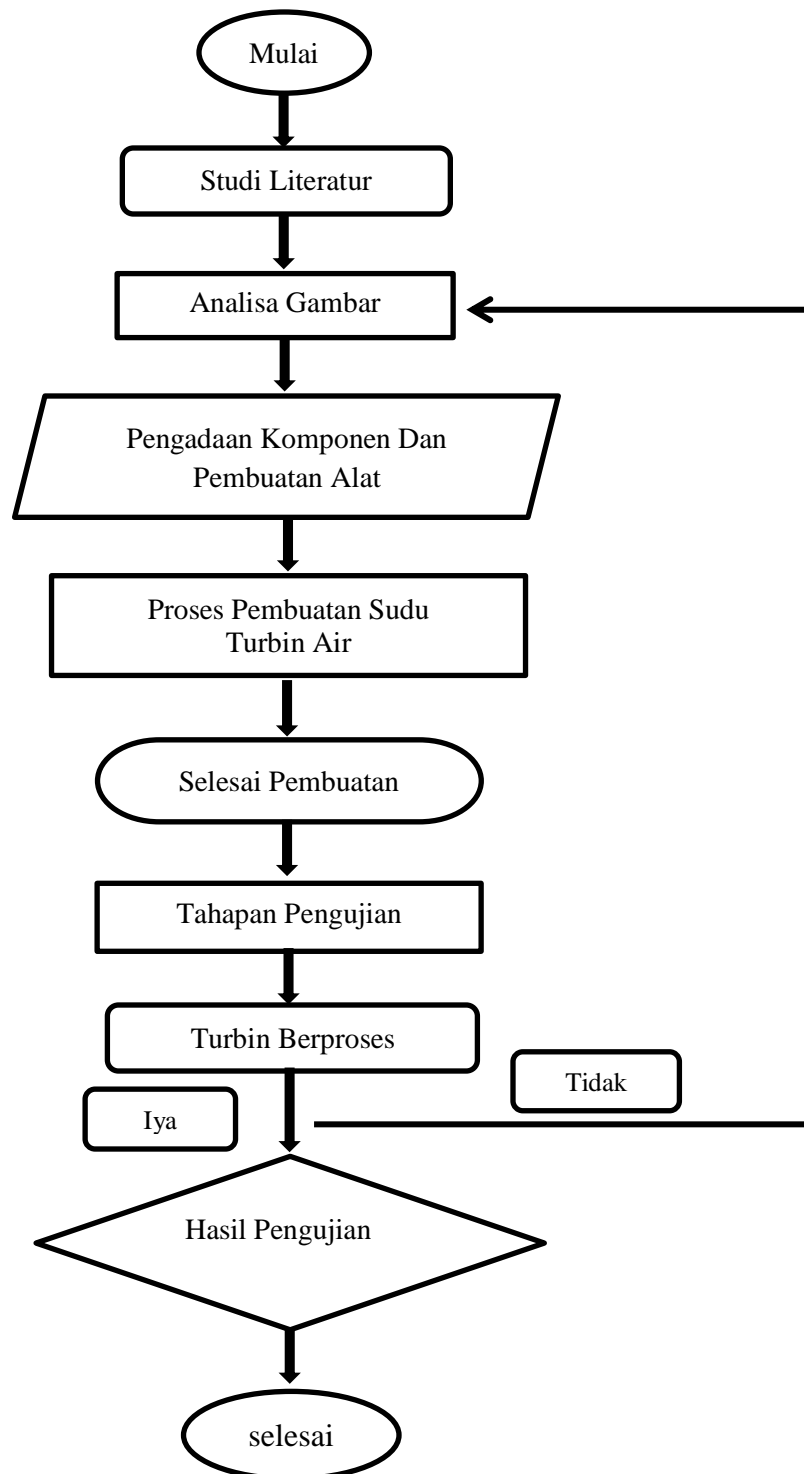 Mulai
Studi Literatur
Analisa Gambar
Pengadaan Komponen Dan
Pembuatan Alat
Proses Pembuatan Sudu
Turbin Air
Selesai Pembuatan
Tahapan Pengujian
Turbin Berproses
Tidak
Iya
Hasil Pengujian
selesai